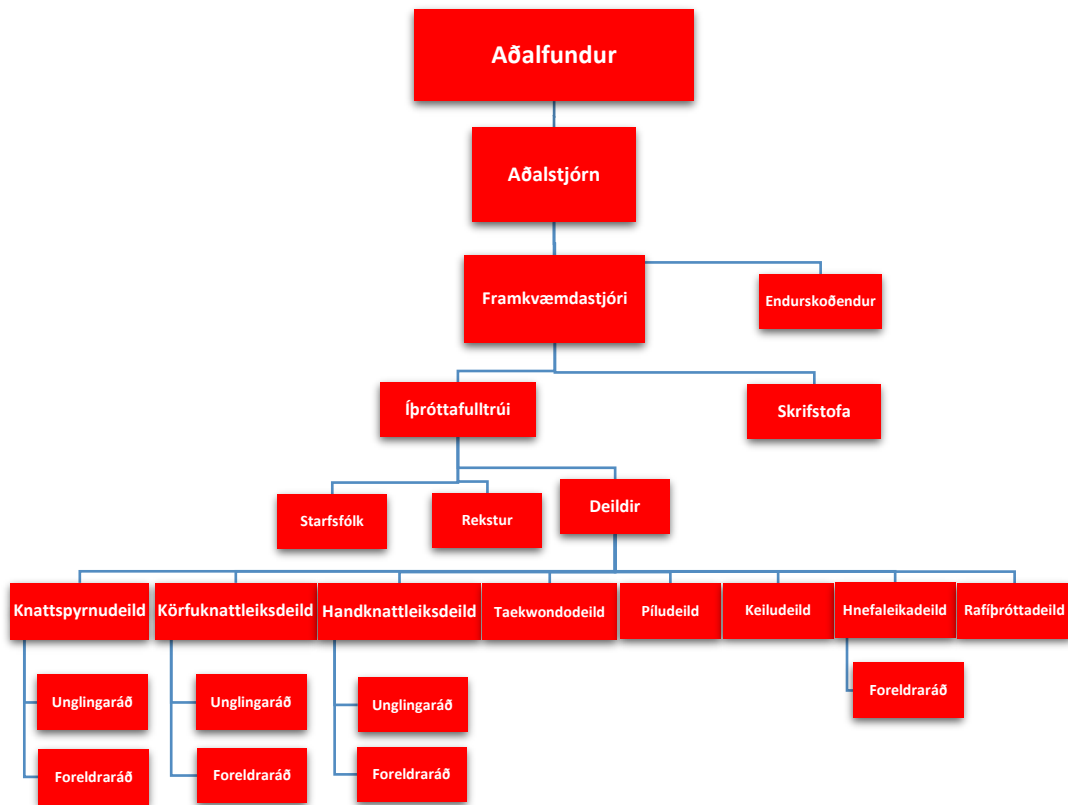 Aðalfundur
Aðalstjórn
Framkvæmdastjóri
Endurskoðendur
Íþróttafulltrúi
Skrifstofa
Starfsfólk
Rekstur
Deildir
Knattspyrnudeild
Körfuknattleiksdeild
Handknattleiksdeild
Taekwondodeild
Píludeild
Keiludeild
Hnefaleikadeild
Rafíþróttadeild
Unglingaráð
Unglingaráð
Unglingaráð
Foreldraráð
Foreldraráð
Foreldraráð
Foreldraráð